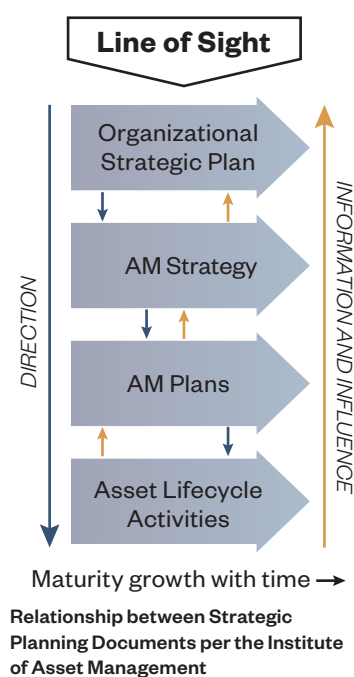 Line of Sight
Organizational
Strategic Plan
AM Strategy
AM Plans
Asset Lifecycle
Activities
DIRECTION
INFORMATION AND INFLUENCE
Maturity growth with time →
Relationship between Strategic
Planning Documents per the Institute
of Asset Management